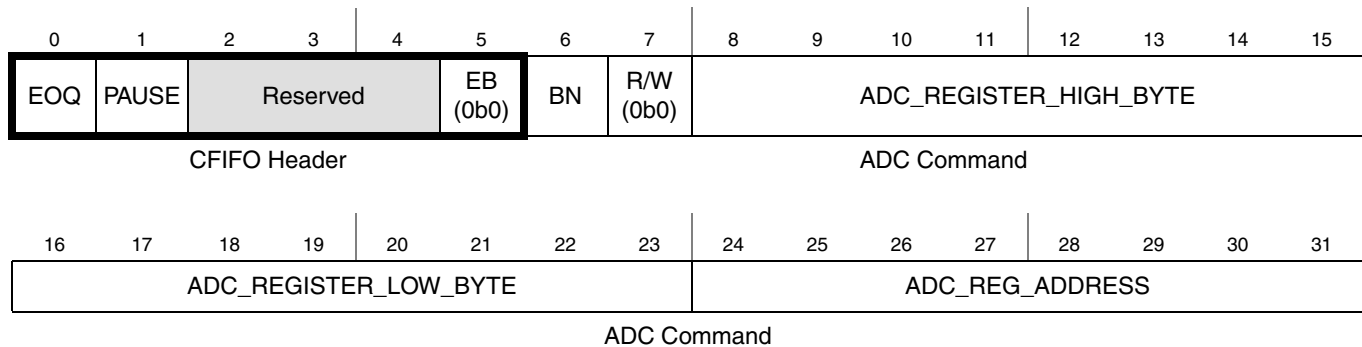 0 1 2 3 4 5 6 7 8 9 10 11 12 13 14 15
EOQ PAUSE Reserved EB (0b0) BN R/W (0b0) ADC_REGISTER_HIGH_BYTE
CFIFO Header ADC Command
16 17 18 19 20 21 22 23 24 25 26 27 28 29 30 31
ADC_REGISTER_LOW_BYTE ADC_REG_ADDRESS
ADC Command